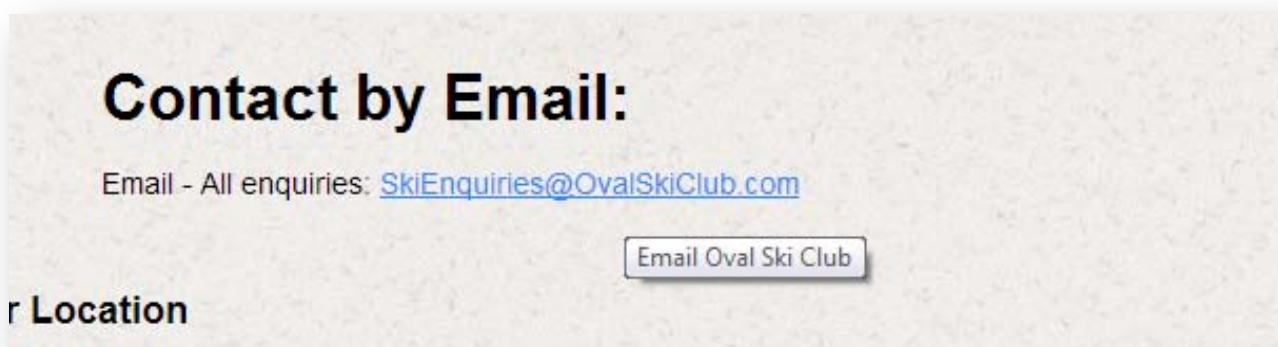 Contact by Email:
Email - All enquiries: SkiEnquiries@OvalSkiClub.com
Email Oval Ski Club
r Location